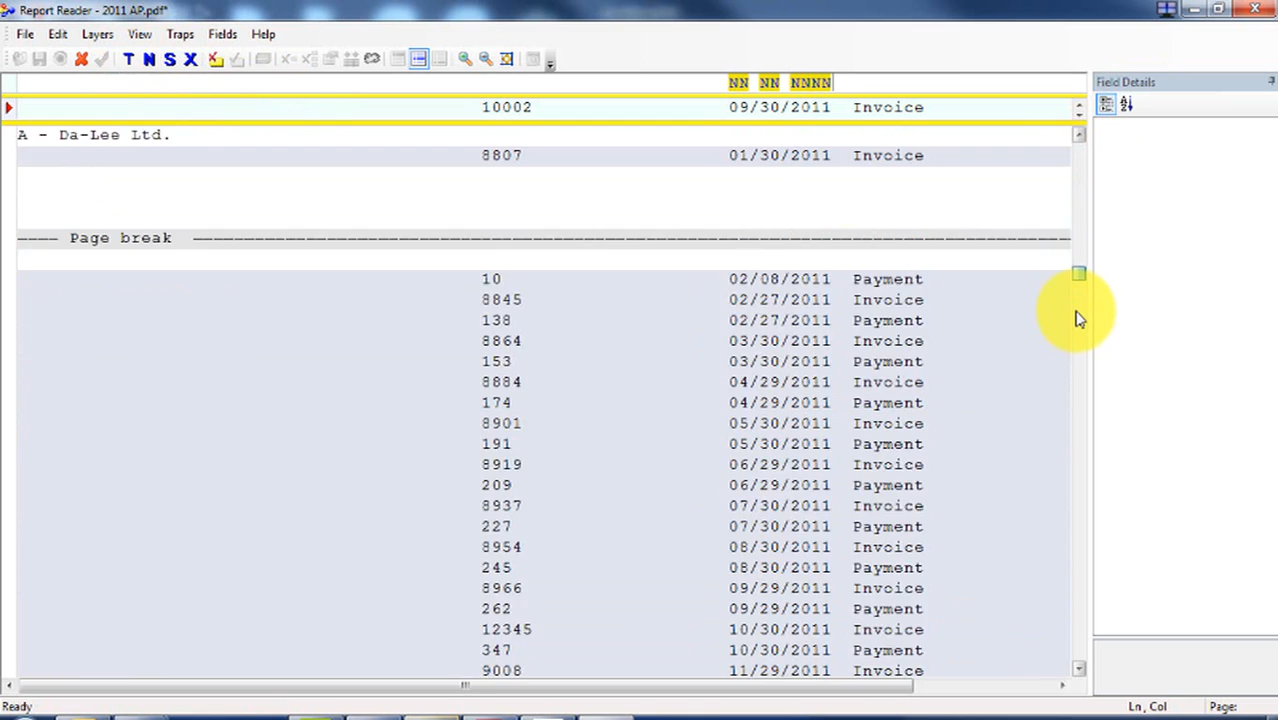 Report Reader - 2011 AP.pdf*
File Edit Layers View Traps Fields Help
T N S X
NN NN NNNN
Field Details
10002 09/30/2011 Invoice
A - Da-Lee Ltd.
8807 01/30/2011 Invoice
---- Page break ----
10 02/08/2011 Payment
8845 02/27/2011 Invoice
138 02/27/2011 Payment
8864 03/30/2011 Invoice
153 03/30/2011 Payment
8884 04/29/2011 Invoice
174 04/29/2011 Payment
8901 05/30/2011 Invoice
191 05/30/2011 Payment
8919 06/29/2011 Invoice
209 06/29/2011 Payment
8937 07/30/2011 Invoice
227 07/30/2011 Payment
8954 08/30/2011 Invoice
245 08/30/2011 Payment
8966 09/29/2011 Invoice
262 09/29/2011 Payment
12345 10/30/2011 Invoice
347 10/30/2011 Payment
9008 11/29/2011 Invoice
Ready Ln, Col Page: